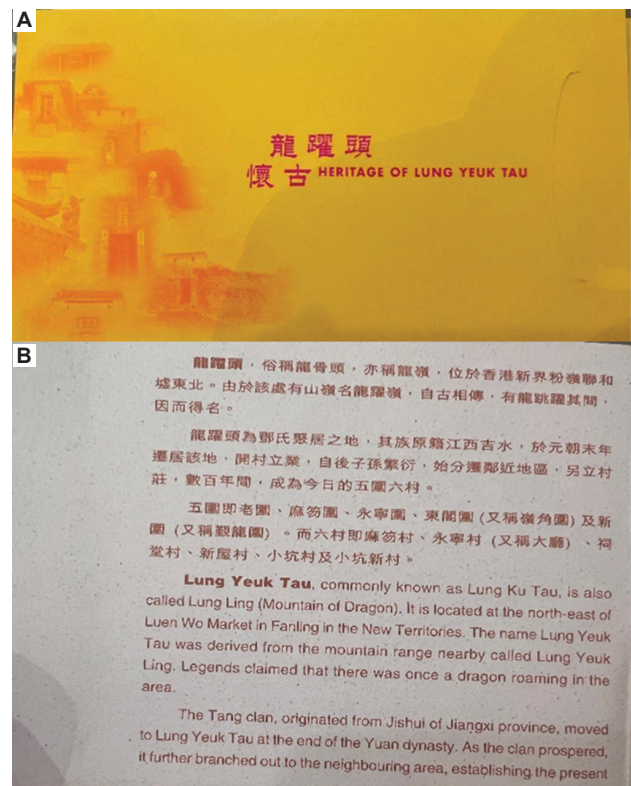 A
龍躍頭
懷古 HERITAGE OF LUNG YEUK TAU
B
龍躍頭，俗稱龍骨頭，亦稱龍嶺，位於香港新界粉嶺聯和
墟東北。由於該處有山嶺名龍躍嶺，自古相傳，有龍跳躍其間，
因而得名。
龍躍頭為鄧氏聚居之地，其族原籍江西吉水，於元朝末年
遷居該地，開村立業，自後子孫繁衍，始分遷鄰近地區，另立村
莊，數百年間，成為今日的五圍六村。
五圍即老圍、麻笏圍、永寧圍、東閣圍（又稱嶺角圍）及新
圍（又稱覲龍圍）。而六村即麻笏村、永寧村（又稱大廳）、祠
堂村、新屋村、小坑村及小坑新村。
Lung Yeuk Tau, commonly known as Lung Ku Tau, is also
called Lung Ling (Mountain of Dragon). It is located at the north-east of
Luen Wo Market in Fanling in the New Territories. The name Lung Yeuk
Tau was derived from the mountain range nearby called Lung Yeuk
Ling. Legends claimed that there was once a dragon roaming in the
area.
The Tang clan, originated from Jishui of Jiangxi province, moved
to Lung Yeuk Tau at the end of the Yuan dynasty. As the clan prospered,
it further branched out to the neighbouring area, establishing the present